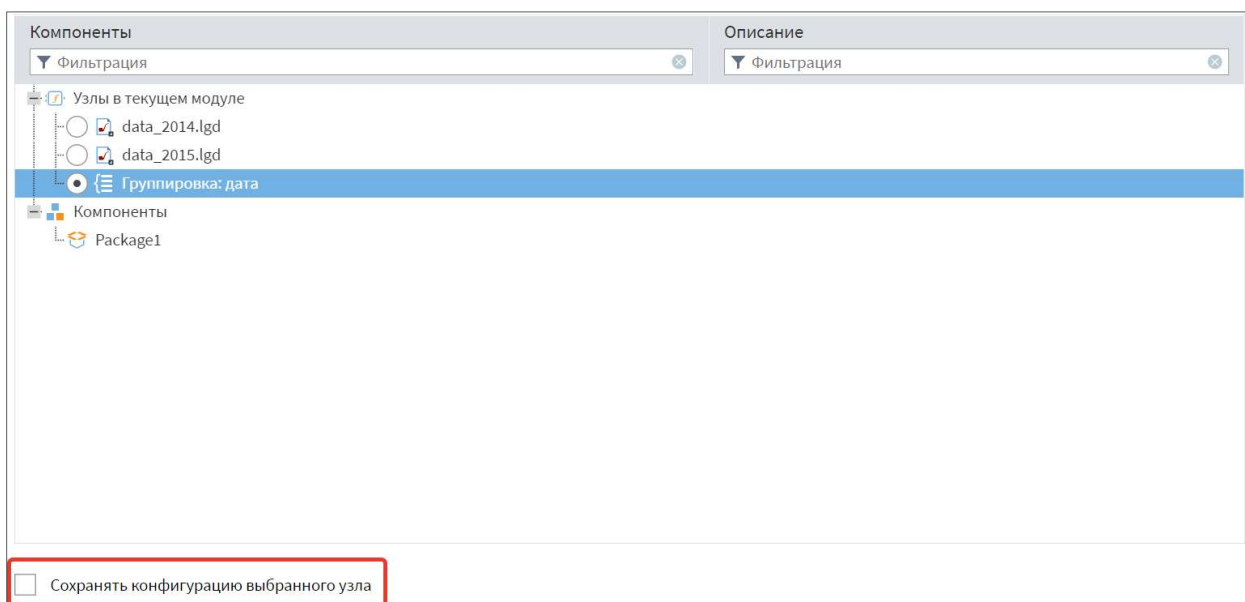 Компоненты Описание
Фильтрация Фильтрация
Узлы в текущем модуле
data_2014.lgd
data_2015.lgd
Группировка: дата
Компоненты
Package1
Сохранять конфигурацию выбранного узла